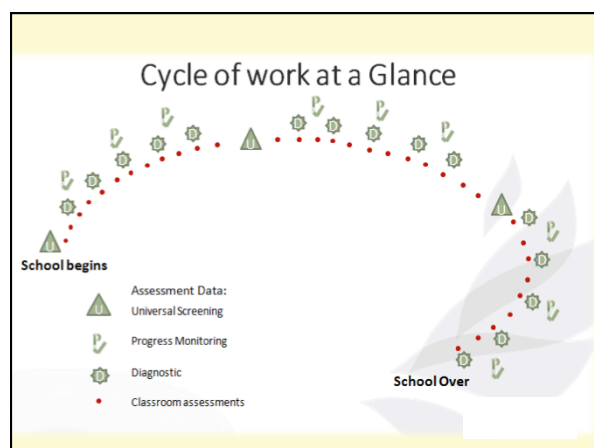 Cycle of work at a Glance
P P P P P P
D D D D D D D D D
U U U
School begins
D P
D
D P
D P
D
School Over
Assessment Data:
U Universal Screening
P Progress Monitoring
D Diagnostic
Classroom assessments